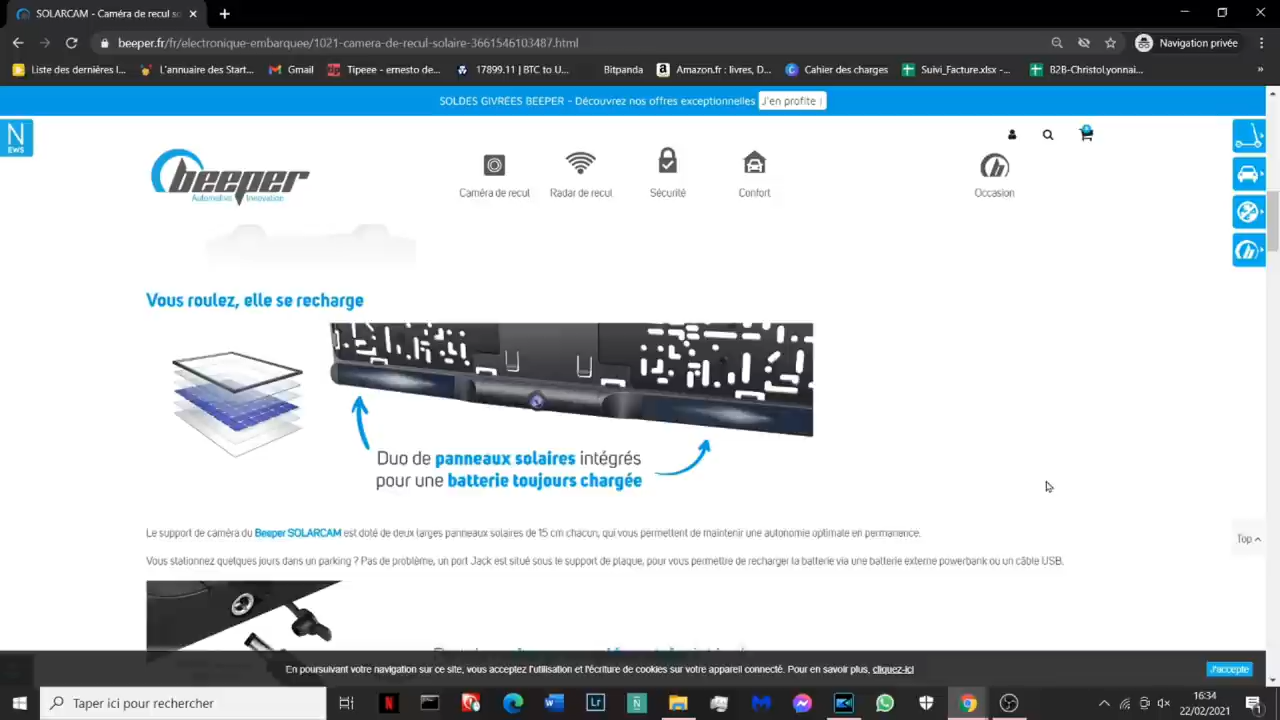 SOLARCAM - Caméra de recul so
beeper.fr/fr/electronique-embarquee/1021-camera-de-recul-solaire-3661546103487.html
Navigation privée
Liste des dernières l...
L'annuaire des Start...
Gmail
Tipeee - ernesto de...
17899.11 | BTC to U...
Bitpanda
Amazon.fr : livres, D...
Cahier des charges
Suivi_Facture.xlsx -...
B2B-ChristoLyonnai...
SOLDES GIVRÉES BEEPER - Découvrez nos offres exceptionnelles
J'en profite !
N
EWS
beeper
Automotive Innovation
Caméra de recul
Radar de recul
Sécurité
Confort
Occasion
Vous roulez, elle se recharge
Duo de panneaux solaires intégrés
pour une batterie toujours chargée
Le support de caméra du Beeper SOLARCAM est doté de deux larges panneaux solaires de 15 cm chacun, qui vous permettent de maintenir une autonomie optimale en permanence.
Top
Vous stationnez quelques jours dans un parking ? Pas de problème, un port Jack est situé sous le support de plaque, pour vous permettre de recharger la batterie via une batterie externe powerbank ou un câble USB.
En poursuivant votre navigation sur ce site, vous acceptez l'utilisation et l'écriture de cookies sur votre appareil connecté. Pour en savoir plus, cliquez-ici
J'accepte
Taper ici pour rechercher
16:34
22/02/2021